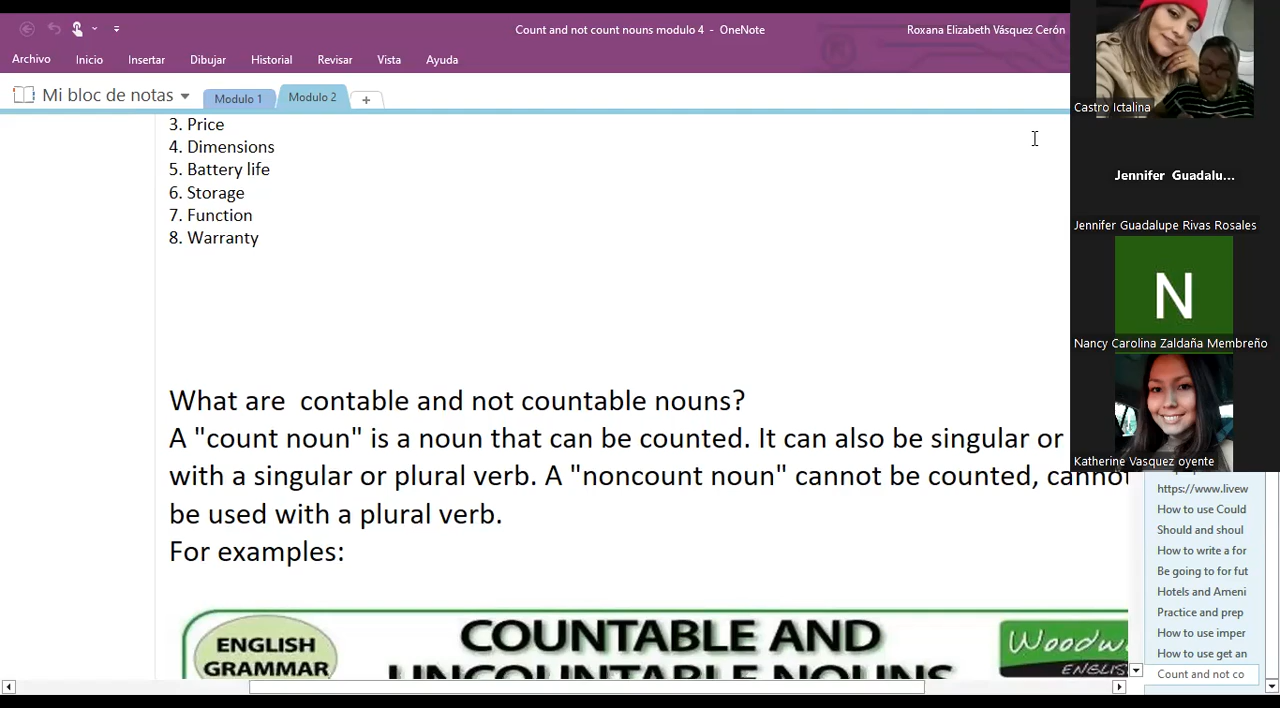 Count and not count nouns modulo 4 - OneNote
Roxana Elizabeth Vásquez Cerón
Archivo Inicio Insertar Dibujar Historial Revisar Vista Ayuda
Mi bloc de notas Modulo 1 Modulo 2
3. Price
4. Dimensions
5. Battery life
6. Storage
7. Function
8. Warranty
What are contable and not countable nouns?
A "count noun" is a noun that can be counted. It can also be singular or
with a singular or plural verb. A "noncount noun" cannot be counted, cannot
be used with a plural verb.
For examples:
ENGLISH
GRAMMAR
COUNTABLE AND
UNCOUNTABLE NOUNS
Castro Ictalina
Jennifer Guadalu...
Jennifer Guadalupe Rivas Rosales
N
Nancy Carolina Zaldaña Membreño
Katherine Vasquez oyente
https://www.livew
How to use Could
Should and shoul
How to write a for
Be going to for fut
Hotels and Ameni
Practice and prep
How to use imper
How to use get an
Count and not co